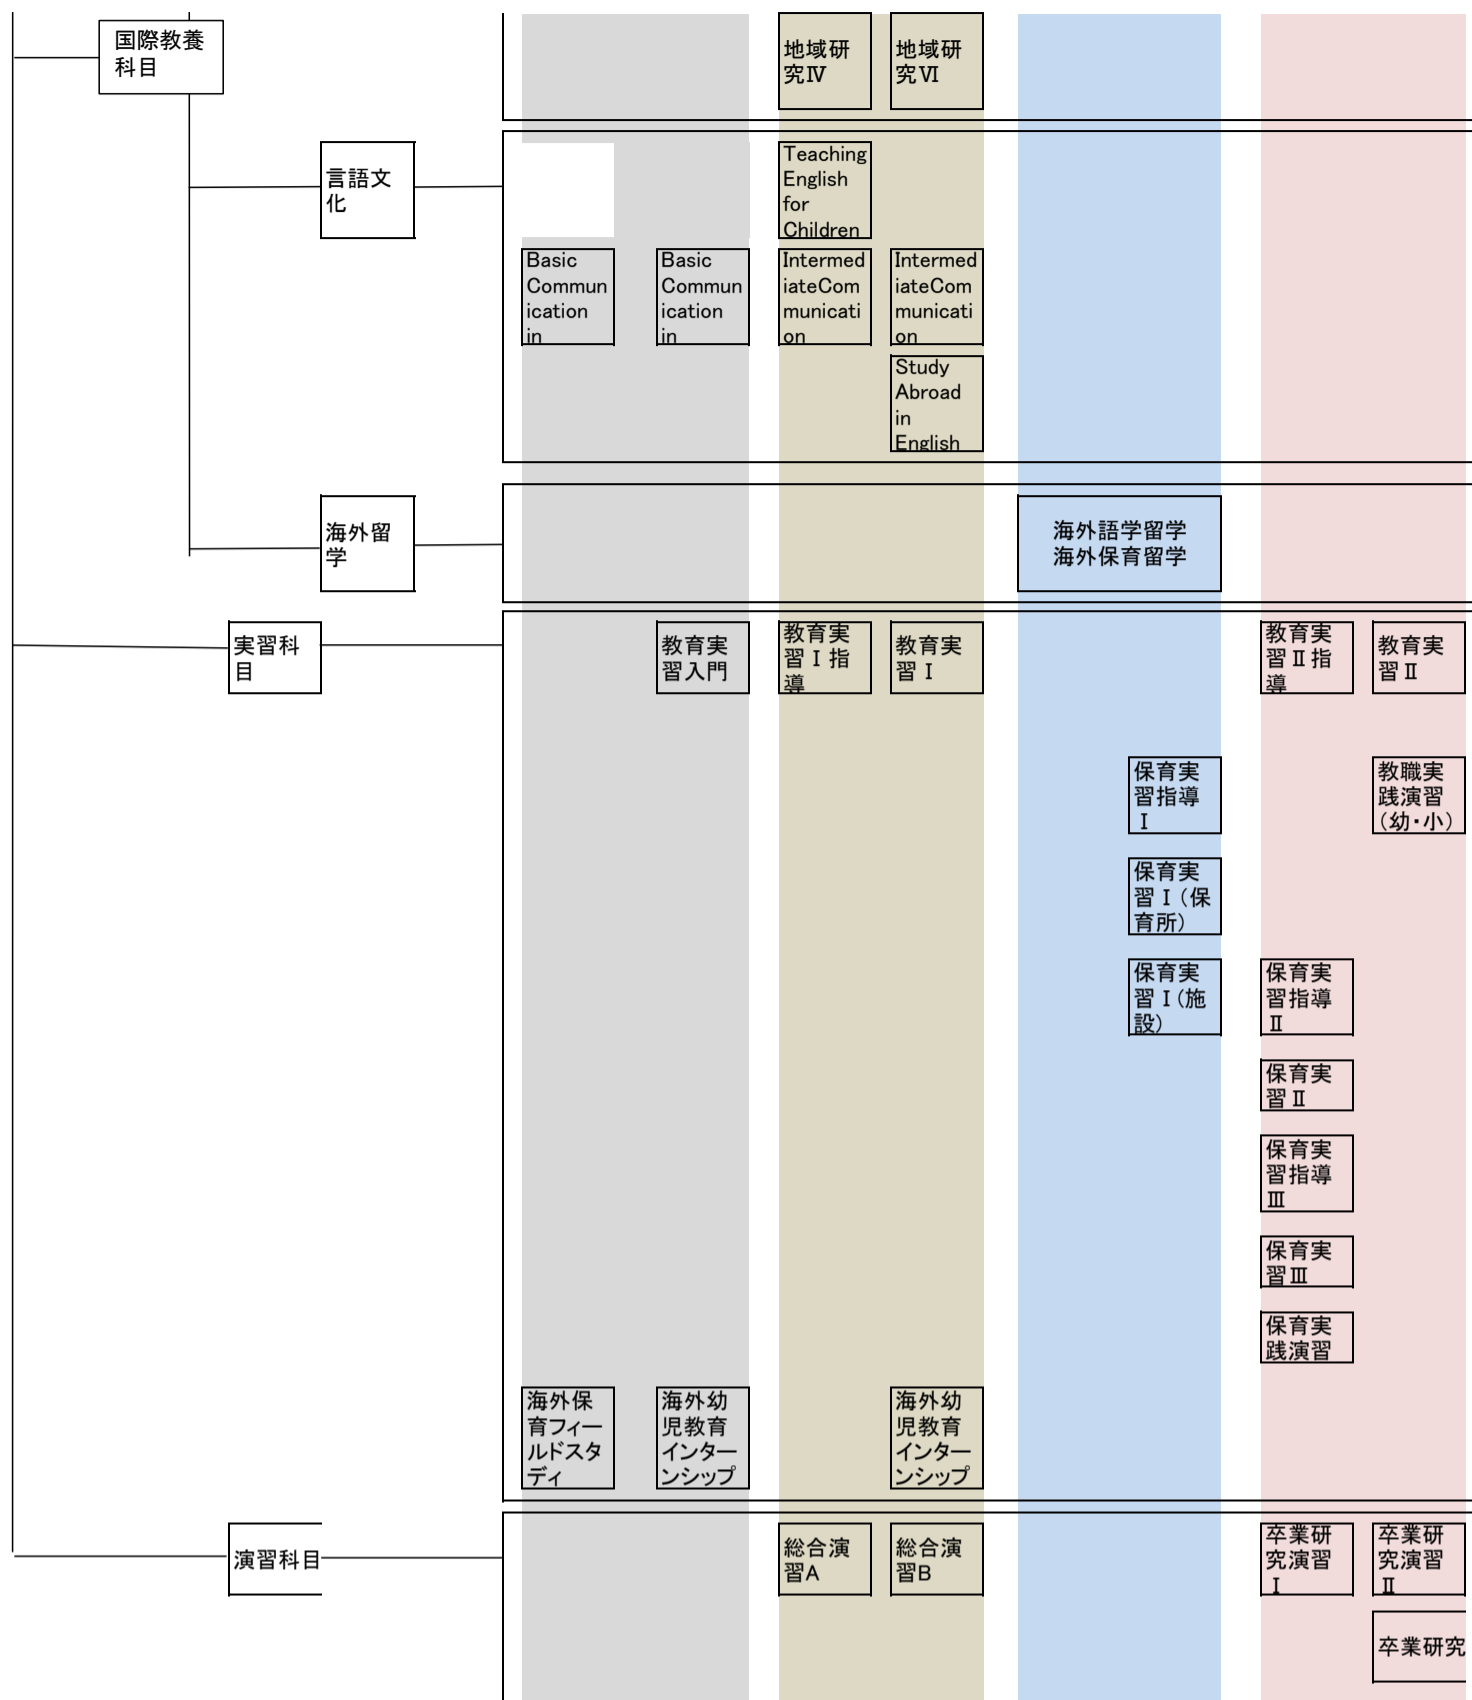 国際教養
科目
地域研
究Ⅳ
地域研
究Ⅵ
言語文
化
Teaching
English
for
Children
Basic
Commun
ication
in
Basic
Commun
ication
in
Intermed
iateCom
municati
on
Intermed
iateCom
municati
on
Study
Abroad
in
English
海外留
学
海外語学留学
海外保育留学
実習科
目
教育実
習入門
教育実
習Ⅰ指
導
教育実
習Ⅰ
教育実
習Ⅱ指
導
教育実
習Ⅱ
保育実
習指導
Ⅰ
教職実
践演習
（幼・小）
保育実
習Ⅰ（保
育所）
保育実
習Ⅰ（施
設）
保育実
習指導
Ⅱ
保育実
習Ⅱ
保育実
習指導
Ⅲ
保育実
習Ⅲ
保育実
践演習
海外保
育フィー
ルドスタ
ディ
海外幼
児教育
インター
ンシップ
海外幼
児教育
インター
ンシップ
演習科目
総合演
習A
総合演
習B
卒業研
究演習
Ⅰ
卒業研
究演習
Ⅱ
卒業研究